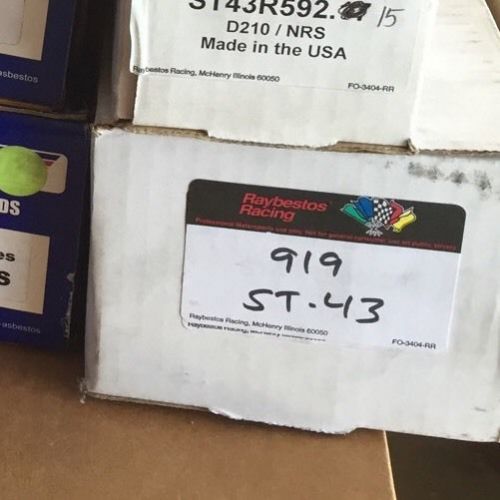 ST43R592. 15
D210 / NRS
Made in the USA
Raybestos Racing, McHenry Illinois 60050
FO-3404-RR
asbestos
DS
es
S
-asbestos
Raybestos
Racing
919
ST-43
Raybestos Racing, McHenry Illinois 60050
FO-3404-RR